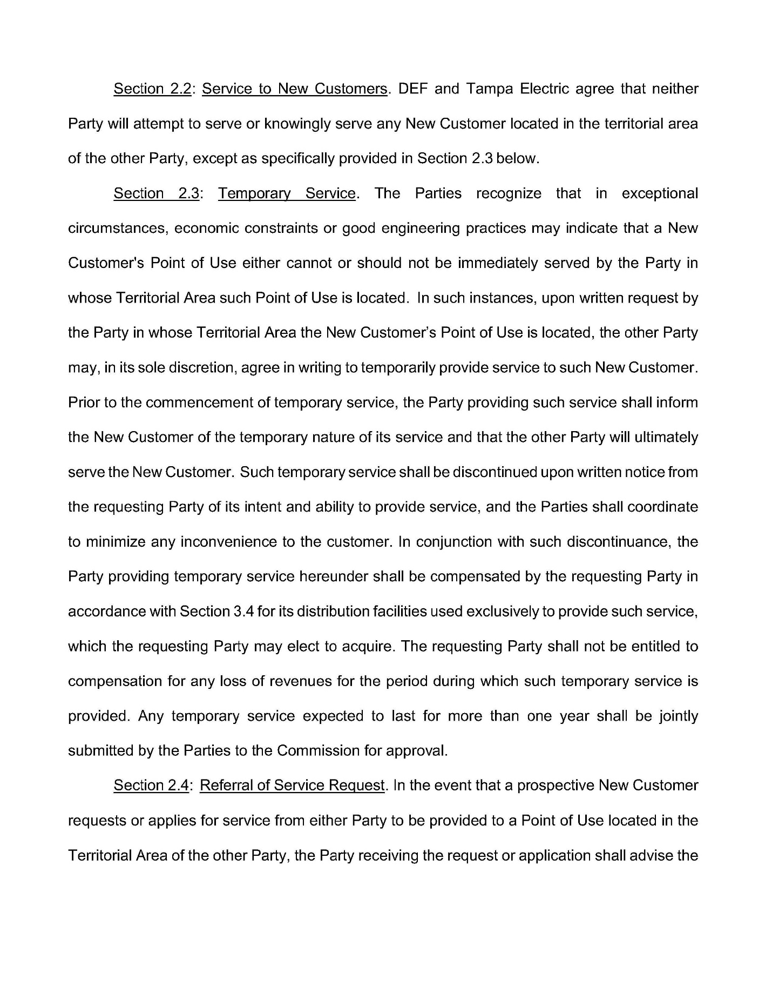 Section 2.2: Service to New Customers. DEF and Tampa Electric agree that neither
Party will attempt to serve or knowingly serve any New Customer located in the territorial area
of the other Party, except as specifically provided in Section 2.3 below.
Section 2.3: Temporary Service. The Parties recognize that in exceptional
circumstances, economic constraints or good engineering practices may indicate that a New
Customer's Point of Use either cannot or should not be immediately served by the Party in
whose Territorial Area such Point of Use is located. In such instances, upon written request by
the Party in whose Territorial Area the New Customer’s Point of Use is located, the other Party
may, in its sole discretion, agree in writing to temporarily provide service to such New Customer.
Prior to the commencement of temporary service, the Party providing such service shall inform
the New Customer of the temporary nature of its service and that the other Party will ultimately
serve the New Customer. Such temporary service shall be discontinued upon written notice from
the requesting Party of its intent and ability to provide service, and the Parties shall coordinate
to minimize any inconvenience to the customer. In conjunction with such discontinuance, the
Party providing temporary service hereunder shall be compensated by the requesting Party in
accordance with Section 3.4 for its distribution facilities used exclusively to provide such service,
which the requesting Party may elect to acquire. The requesting Party shall not be entitled to
compensation for any loss of revenues for the period during which such temporary service is
provided. Any temporary service expected to last for more than one year shall be jointly
submitted by the Parties to the Commission for approval.
Section 2.4: Referral of Service Request. In the event that a prospective New Customer
requests or applies for service from either Party to be provided to a Point of Use located in the
Territorial Area of the other Party, the Party receiving the request or application shall advise the